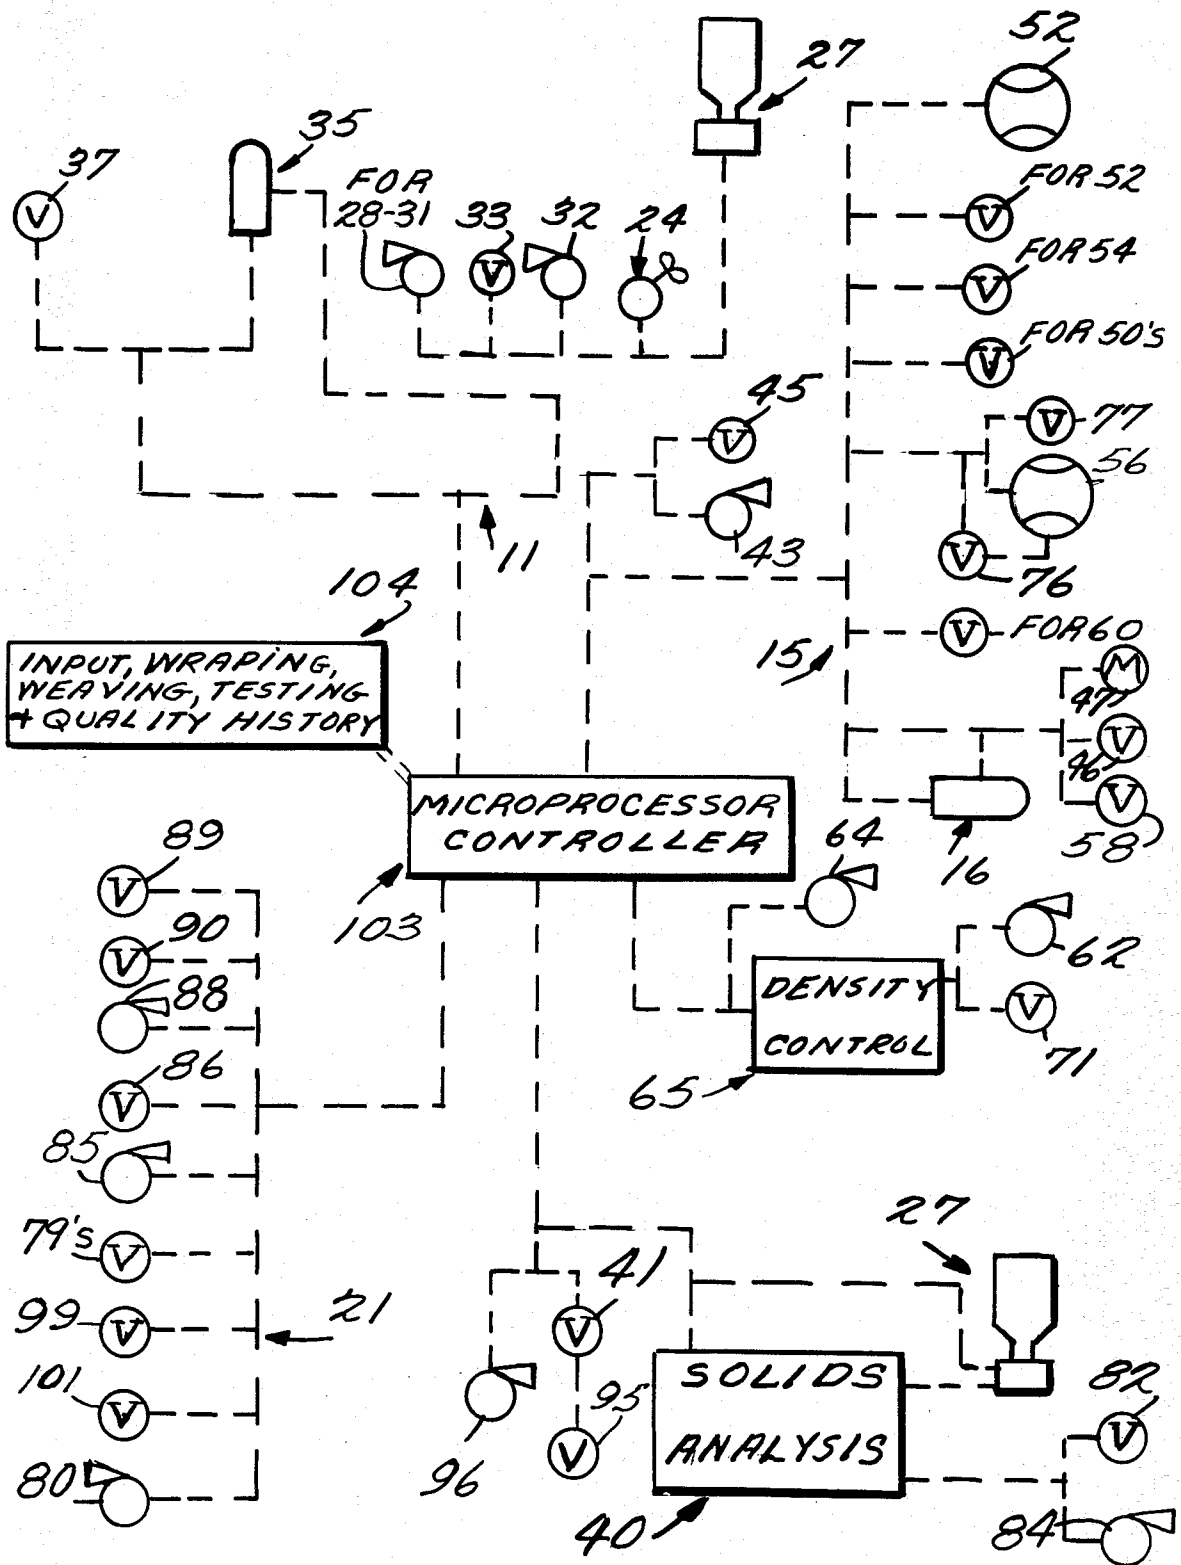 52
27
35
37
FOR
28-31
33
32
24
FOR 52
V
V
V
V
FOR 54
V
FOR 50's
V
45
V
77
V
56
43
11
V
76
104
INPUT, WRAPING,
WEAVING, TESTING
+ QUALITY HISTORY
15
V
FOR 60
M
47
V
46
V
58
16
MICROPROCESSOR
CONTROLLER
103
64
62
DENSITY
CONTROL
V
71
65
89
V
90
V
88
86
V
85
79's
V
99
V
21
101
V
80
41
V
95
V
96
27
SOLIDS
ANALYSIS
40
82
V
84